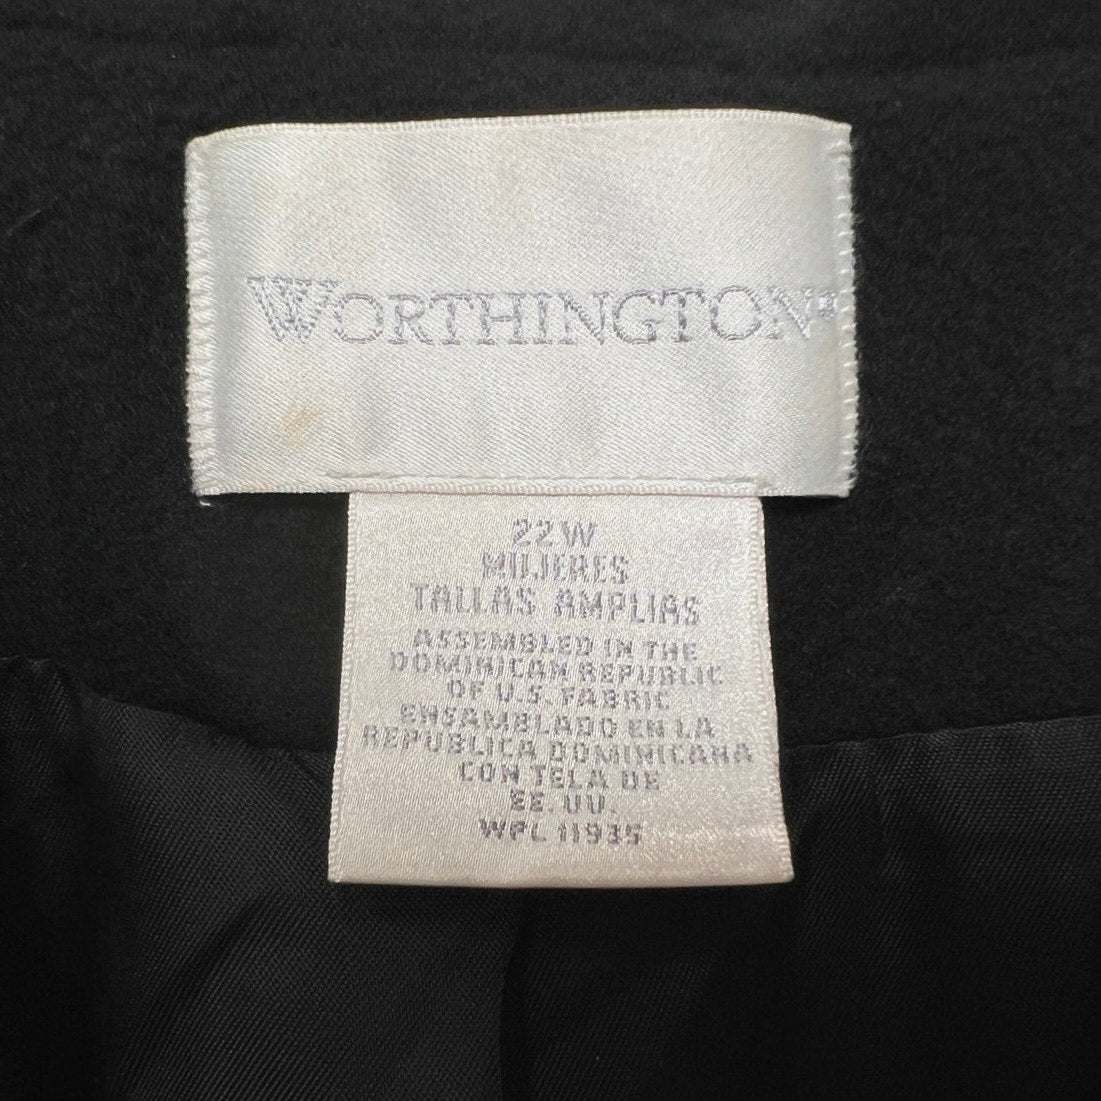 WORTHINGTON®
22W
MUJERES
TALLAS AMPLIAS
ASSEMBLED IN THE
DOMINICAN REPUBLIC
OF U.S. FABRIC
ENSAMBLADO EN LA
REPUBLICA DOMINICANA
CON TELA DE
EE. UU.
WPL 11935